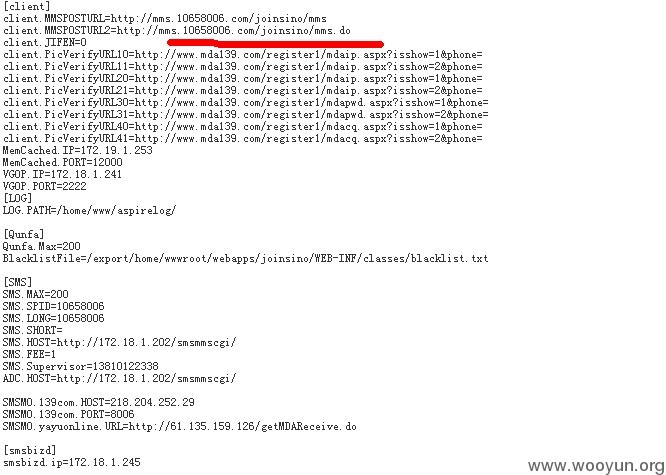 [client]
client.MMSPOSTURL=http://mms.10658006.com/joinsino/mms
client.MMSPOSTURL2=http://mms.10658006.com/joinsino/mms.do
client.JIFEN=0
client.PicVerifyURL10=http://www.mda139.com/register1/mdaip.aspx?isshow=1&phone=
client.PicVerifyURL11=http://www.mda139.com/register1/mdaip.aspx?isshow=2&phone=
client.PicVerifyURL20=http://www.mda139.com/register1/mdaip.aspx?isshow=1&phone=
client.PicVerifyURL21=http://www.mda139.com/register1/mdaip.aspx?isshow=2&phone=
client.PicVerifyURL30=http://www.mda139.com/register1/mdapwd.aspx?isshow=1&phone=
client.PicVerifyURL31=http://www.mda139.com/register1/mdapwd.aspx?isshow=2&phone=
client.PicVerifyURL40=http://www.mda139.com/register1/mdacq.aspx?isshow=1&phone=
client.PicVerifyURL41=http://www.mda139.com/register1/mdacq.aspx?isshow=2&phone=
MemCached.IP=172.19.1.253
MemCached.PORT=12000
VGOP.IP=172.18.1.241
VGOP.PORT=2222
[LOG]
LOG.PATH=/home/www/aspirelog/
[Qunfa]
Qunfa.Max=200
BlacklistFile=/export/home/wwwroot/webapps/joinsino/WEB-INF/classes/blacklist.txt
[SMS]
SMS.MAX=200
SMS.SPID=10658006
SMS.LONG=10658006
SMS.SHORT=
SMS.HOST=http://172.18.1.202/smsmmscgi/
SMS.FEE=1
SMS.Supervisor=13810122338
ADC.HOST=http://172.18.1.202/smsmmscgi/
SMSMO.139com.HOST=218.204.252.29
SMSMO.139com.PORT=8006
SMSMO.yayuonline.URL=http://61.135.159.126/getMDAReceive.do
[smsbizd]
smsbizd.ip=172.18.1.245
www.wooyun.org